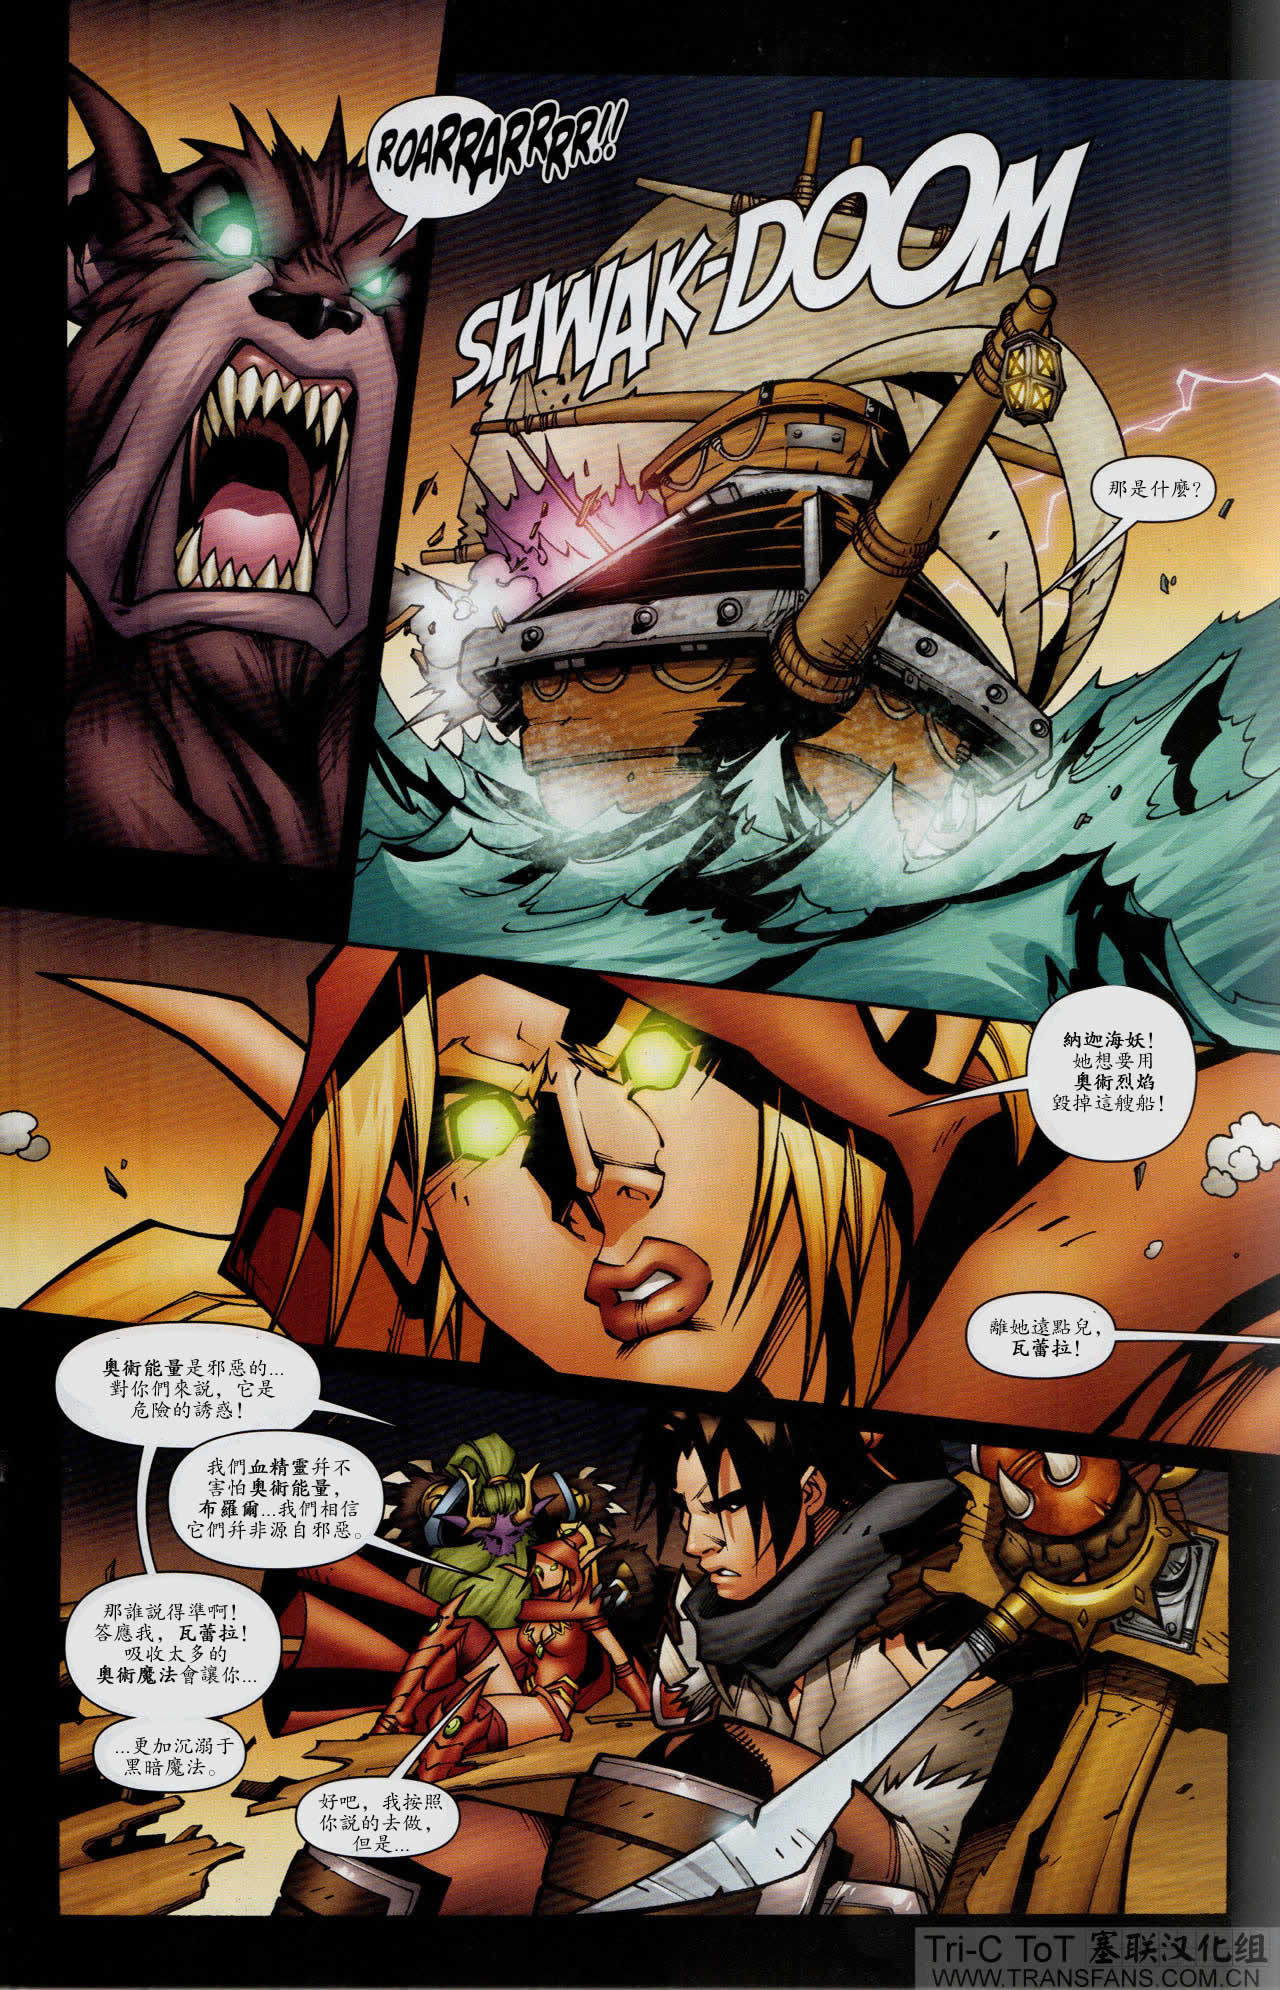 ROARRARRRR!!
SHWAK-DOOM
那是什麼?
納迦海妖!
她想要用
奧術烈焰
毀掉這艘船!
離她遠點兒,
瓦蕾拉!
奧術能量是邪惡的...
對你們來說, 它是
危險的誘惑!
我們血精靈并不
害怕奧術能量,
布羅爾...我們相信
它們并非源自邪惡。
那誰說得準啊!
答應我, 瓦蕾拉!
吸收太多的
奧術魔法會讓你...
...更加沉溺于
黑暗魔法。
好吧, 我按照
你說的去做,
但是...
Tri-C ToT 塞联汉化组
WWW.TRANSFANS.COM.CN